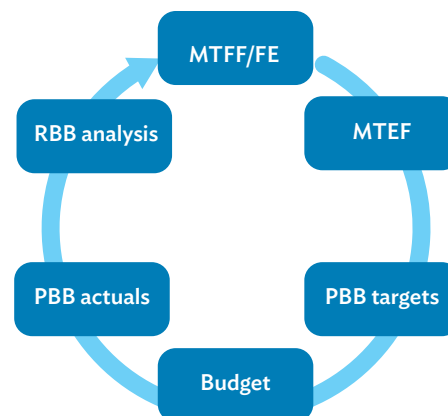 MTFF/FE
MTEF
PBB targets
Budget
PBB actuals
RBB analysis